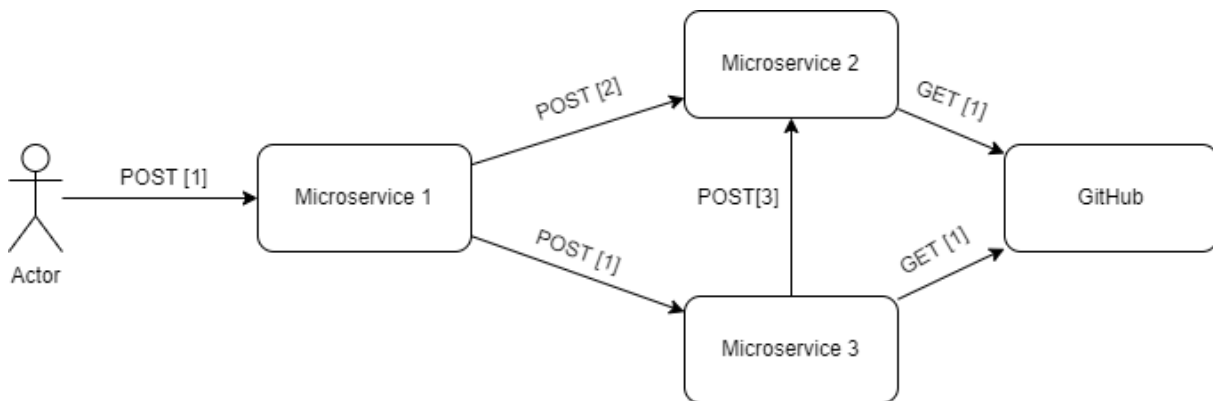 Microservice 2
POST [2]
GET [1]
POST [1]
Microservice 1
POST[3]
GitHub
Actor
POST [1]
GET [1]
Microservice 3